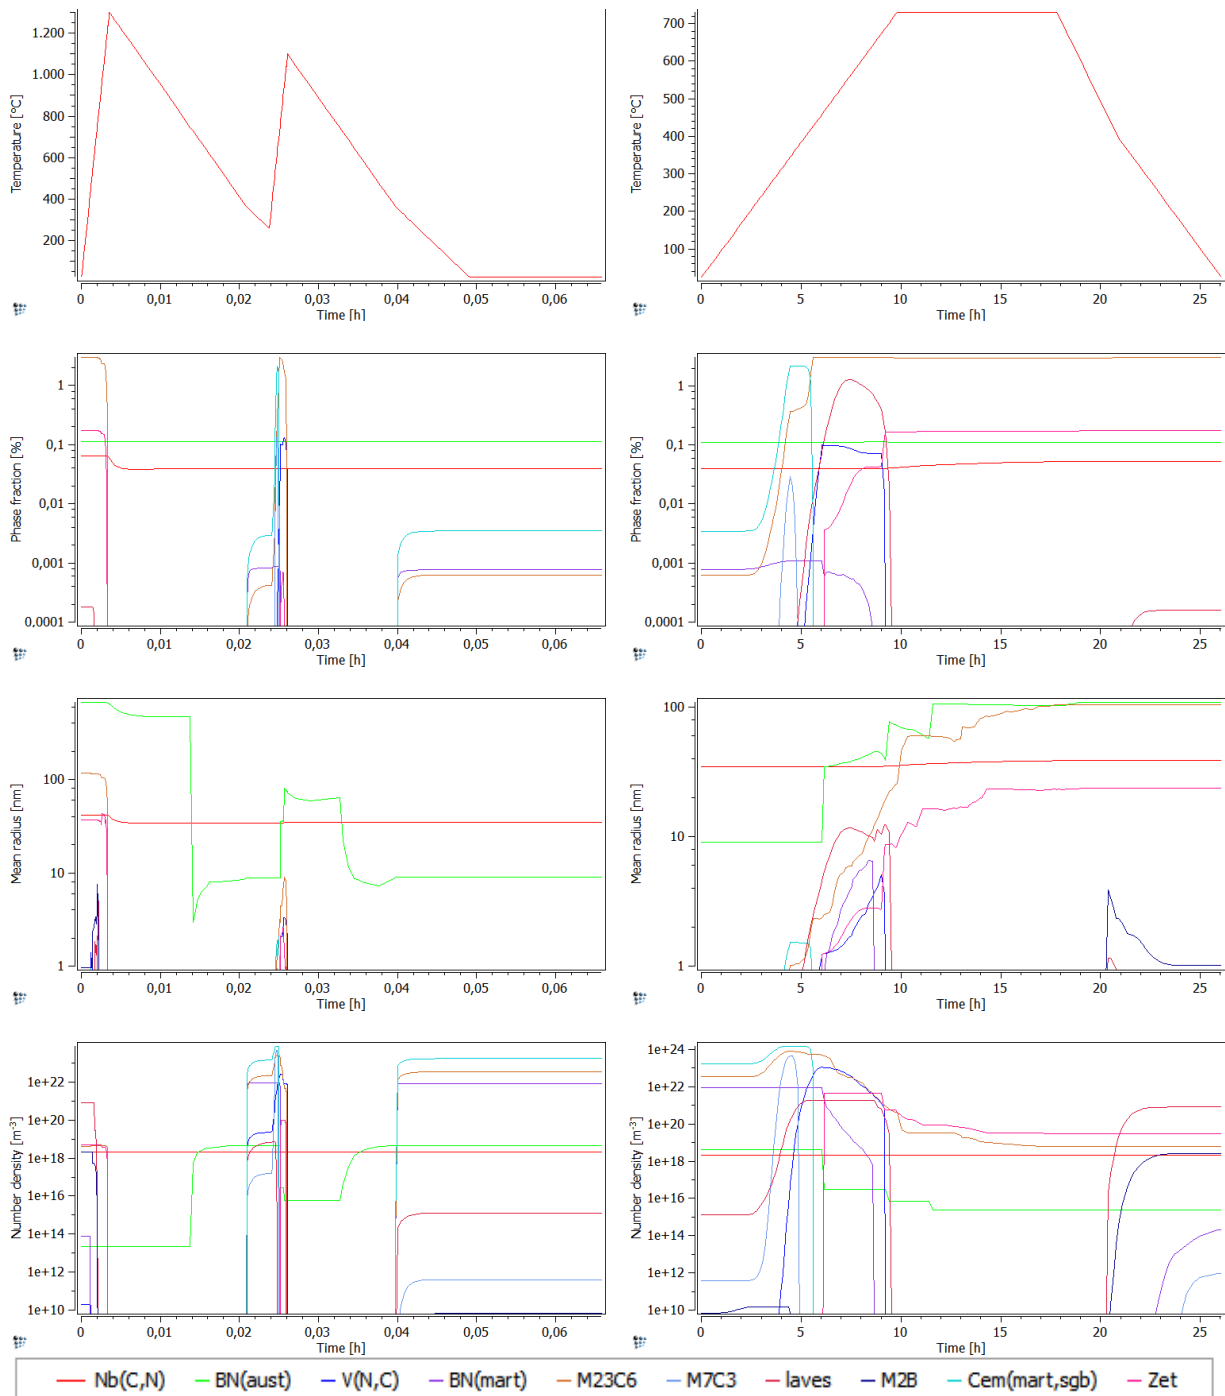 Temperature [°C]
1.200
1.000
800
600
400
200
0
0,01
0,02
0,03
0,04
0,05
0,06
Time [h]
Temperature [°C]
700
600
500
400
300
200
100
0
5
10
15
20
25
Time [h]
Phase fraction [%]
1
0,1
0,01
0,001
0,0001
0
0,01
0,02
0,03
0,04
0,05
0,06
Time [h]
Phase fraction [%]
1
0,1
0,01
0,001
0,0001
0
5
10
15
20
25
Time [h]
Mean radius [nm]
100
10
1
0
0,01
0,02
0,03
0,04
0,05
0,06
Time [h]
Mean radius [nm]
100
10
1
0
5
10
15
20
25
Time [h]
Number density [m⁻³]
1e+22
1e+20
1e+18
1e+16
1e+14
1e+12
1e+10
0
0,01
0,02
0,03
0,04
0,05
0,06
Time [h]
Number density [m⁻³]
1e+24
1e+22
1e+20
1e+18
1e+16
1e+14
1e+12
1e+10
0
5
10
15
20
25
Time [h]
Nb(C,N) BN(aust) V(N,C) BN(mart) M23C6 M7C3 laves M2B Cem(mart,sgb) Zet